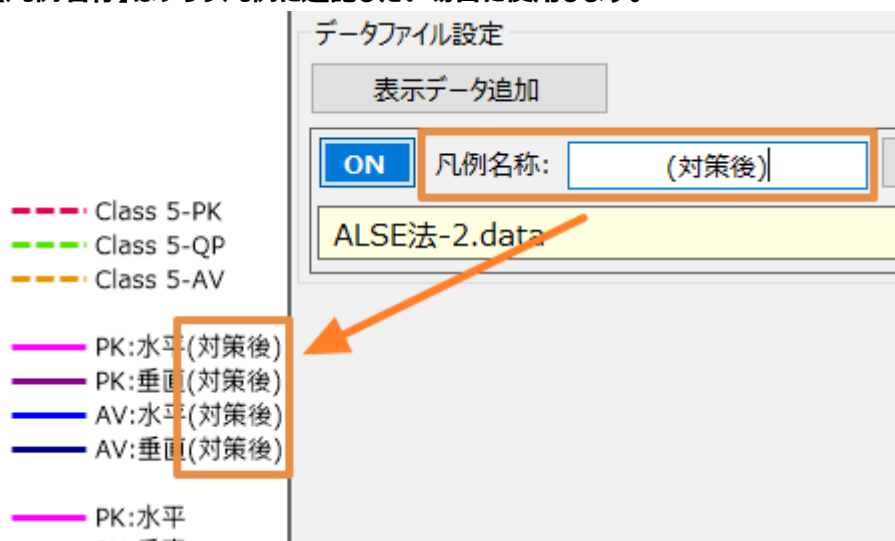 データファイル設定
表示データ追加
ON 凡例名称: (対策後)
ALSE法-2.data
Class 5-PK
Class 5-QP
Class 5-AV
PK:水平(対策後)
PK:垂直(対策後)
AV:水平(対策後)
AV:垂直(対策後)
PK:水平